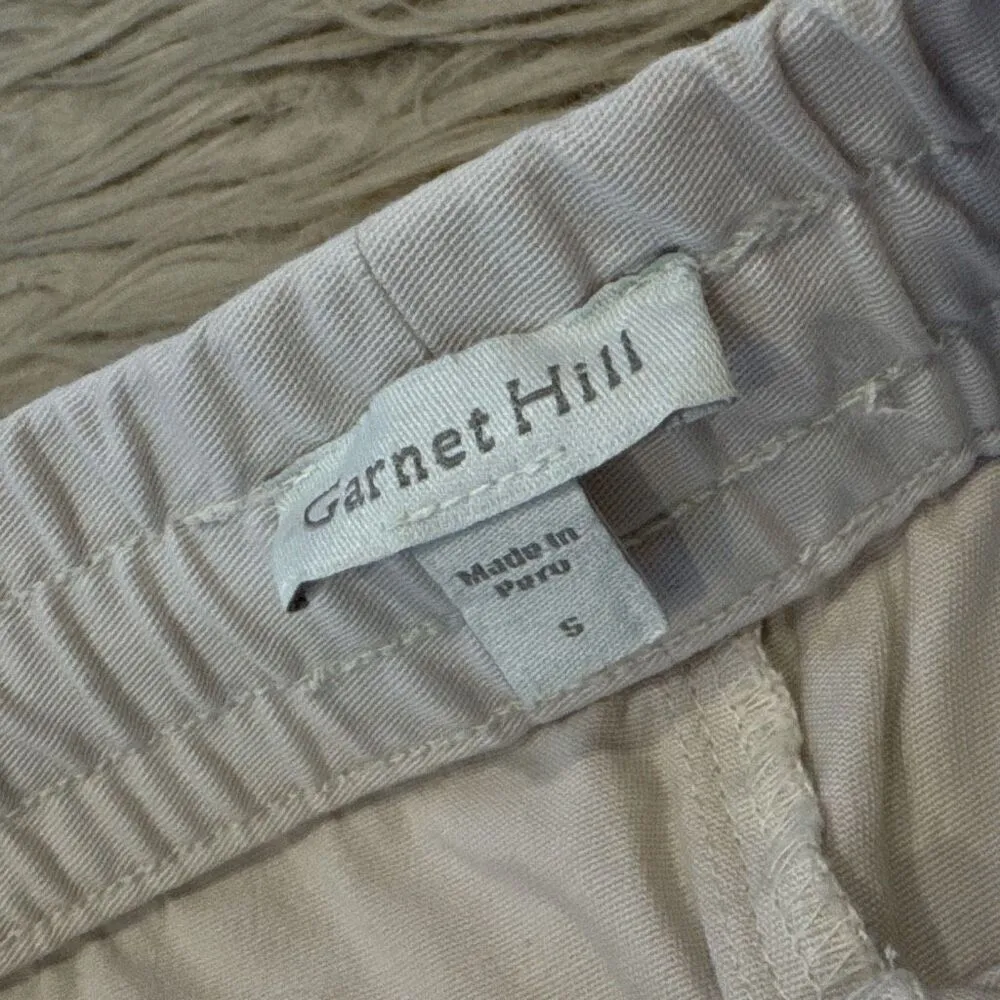 Garnet Hill
Made in
Peru
S